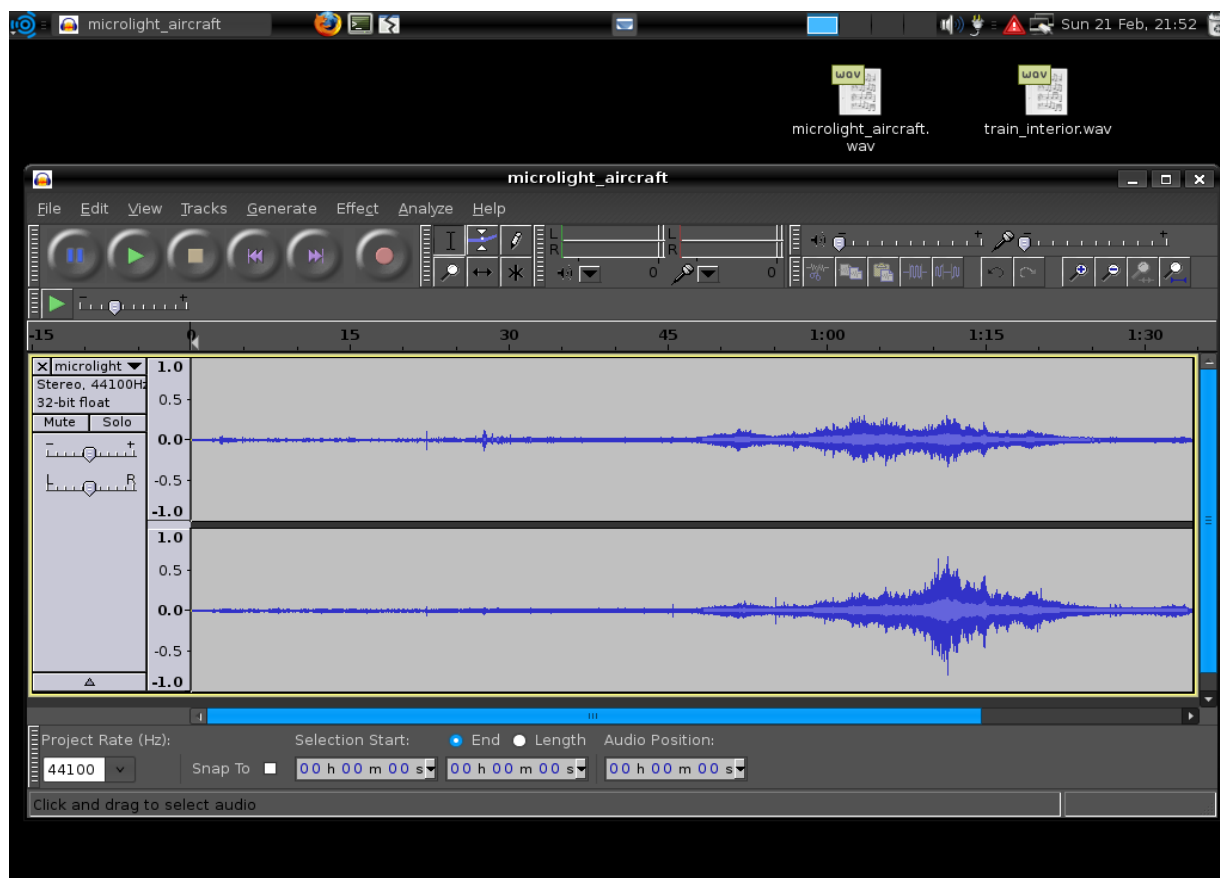 microlight_aircraft
Sun 21 Feb, 21:52
wav
wav
microlight_aircraft.
wav
train_interior.wav
microlight_aircraft
File Edit View Tracks Generate Effect Analyze Help
L
R
L
R
0
0
-15 0 15 30 45 1:00 1:15 1:30
microlight
Stereo, 44100Hz
32-bit float
Mute Solo
- +
L R
1.0
0.5
0.0
-0.5
-1.0
1.0
0.5
0.0
-0.5
-1.0
Project Rate (Hz): Selection Start: End Length Audio Position:
44100 Snap To 00 h 00 m 00 s 00 h 00 m 00 s 00 h 00 m 00 s
Click and drag to select audio